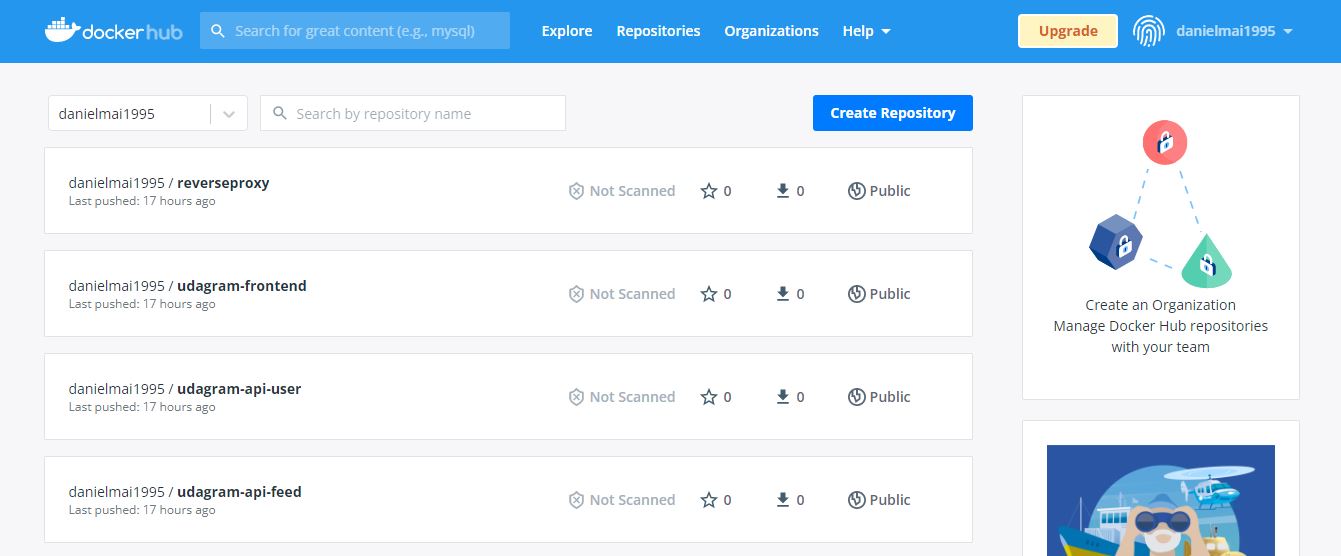 docker hub
Search for great content (e.g., mysql)
Explore
Repositories
Organizations
Help
Upgrade
danielmai1995
danielmai1995
Search by repository name
Create Repository
danielmai1995 / reverseproxy
Last pushed: 17 hours ago
Not Scanned
0
0
Public
danielmai1995 / udagram-frontend
Last pushed: 17 hours ago
Not Scanned
0
0
Public
danielmai1995 / udagram-api-user
Last pushed: 17 hours ago
Not Scanned
0
0
Public
danielmai1995 / udagram-api-feed
Last pushed: 17 hours ago
Not Scanned
0
0
Public
Create an Organization
Manage Docker Hub repositories
with your team